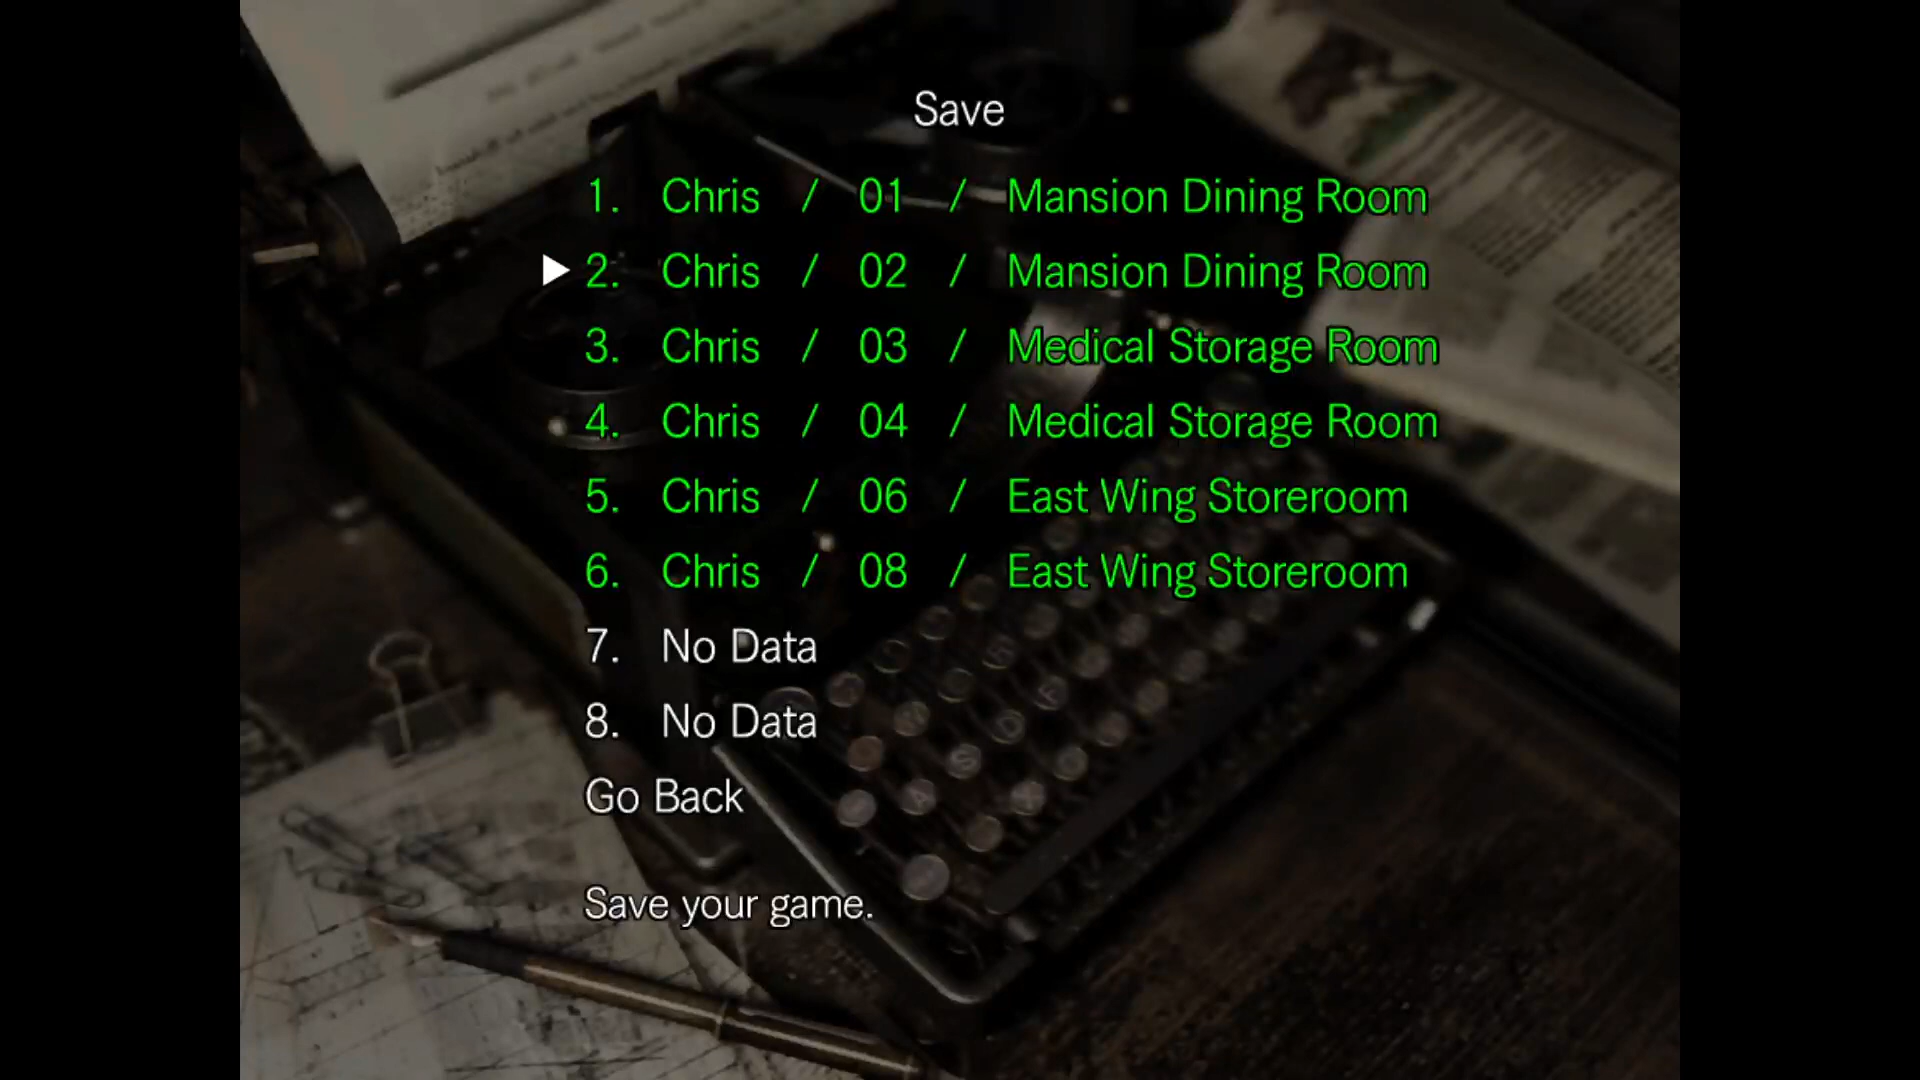 Save
1. Chris / 01 / Mansion Dining Room
2. Chris / 02 / Mansion Dining Room
3. Chris / 03 / Medical Storage Room
4. Chris / 04 / Medical Storage Room
5. Chris / 06 / East Wing Storeroom
6. Chris / 08 / East Wing Storeroom
7. No Data
8. No Data
Go Back
Save your game.